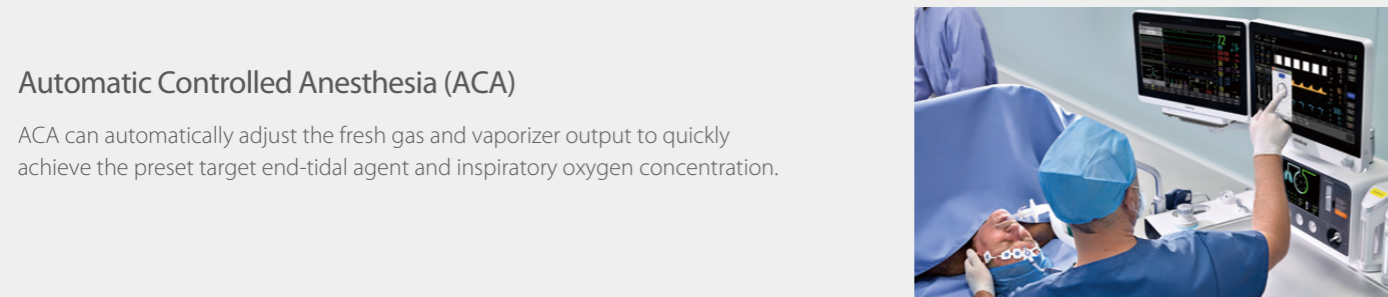 Automatic Controlled Anesthesia (ACA)
ACA can automatically adjust the fresh gas and vaporizer output to quickly
achieve the preset target end-tidal agent and inspiratory oxygen concentration.
72